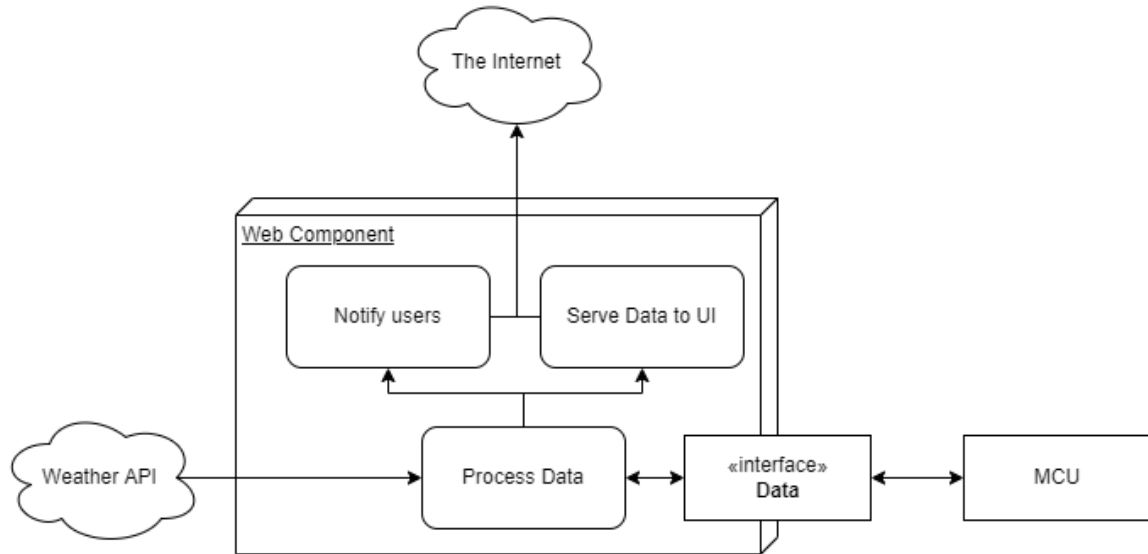 The Internet
Web Component
Notify users
Serve Data to UI
Weather API
Process Data
«interface»
Data
MCU